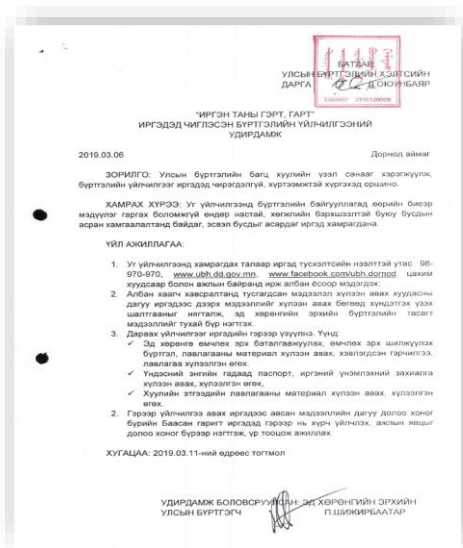 БАТЛАВ
УЛСЫН БҮРТГЭЛИЙН ХЭЛТСИЙН
ДАРГА Д.ОЮУНБАЯР
"ИРГЭН ТАНЫ ГЭРТ, ГАРТ"
ИРГЭДЭД ЧИГЛЭСЭН БҮРТГЭЛИЙН ҮЙЛЧИЛГЭЭНИЙ
УДИРДАМЖ
2019.03.06 Дорнод аймаг
ЗОРИЛГО: Улсын бүртгэлийн багц хуулийн үзэл санааг хэрэгжүүлж,
бүртгэлийн үйлчилгээг иргэдэд чирэгдэлгүй, хүртээмжтэй хүргэхэд оршино.
ХАМРАХ ХҮРЭЭ: Уг үйлчилгээнд бүртгэлийн байгууллагад өөрийн биеэр
мэдүүлэг гаргах боломжгүй өндөр настай, хөгжлийн бэрхшээлтэй буюу бусдын
асран хамгаалалтанд байдаг, эсвэл бусдыг асардаг иргэд хамрагдана.
ҮЙЛ АЖИЛЛАГАА:
1. Уг үйлчилгээнд хамрагдах талаар иргэд тусхэлтсийн нээлттэй утас 98-
970-970, www.ubh.dd.gov.mn, www.facebook.com/ubh.dornod цахим
хуудсаар болон ажлын байранд ирж албан ёсоор мэдэгдэх;
2. Албан хаагч хавсралтанд тусгагдсан мэдээлэл хүлээн авах хуудасны
дагуу иргэдээс дээрх мэдээллийг хүлээн авах бөгөөд хүндэтгэн үзэх
шалтгааныг нягталж, эд хөрөнгийн эрхийн бүртгэлийн тасагт
мэдээллийг тухай бүр нэгтгэх.
3. Дараах үйлчилгээг иргэдийн гэрээр үзүүлнэ. Үүнд:
✓ Эд хөрөнгө өмчлөх эрх баталгаажуулах, өмчлөх эрх шилжүүлэх
бүртгэл, лавлагааны материал хүлээн авах, хэвлэгдсэн гэрчилгээ,
лавлагаа хүлээлгэн өгөх.
✓ Үндэсний энгийн гадаад паспорт, иргэний үнэмлэхний захиалга
хүлээн авах, хүлээлгэн өгөх,
✓ Хуулийн этгээдийн лавлагааны материал хүлээн авах, хүлээлгэн
өгөх.
2. Гэрээр үйлчилгээ авах иргэдээс авсан мэдээллийн дагуу долоо хоног
бүрийн Баасан гаригт иргэдэд гэрээр нь хүрч үйлчлэх, ажлын явцыг
долоо хоног бүрээр нэгтгэж, үр тооцож ажиллах
ХУГАЦАА: 2019.03.11-ний өдрөөс тогтмол
УДИРДАМЖ БОЛОВСРУУЛСАН: ЭД ХӨРӨНГИЙН ЭРХИЙН
УЛСЫН БҮРТГЭГЧ П.ШИЖИРБААТАР